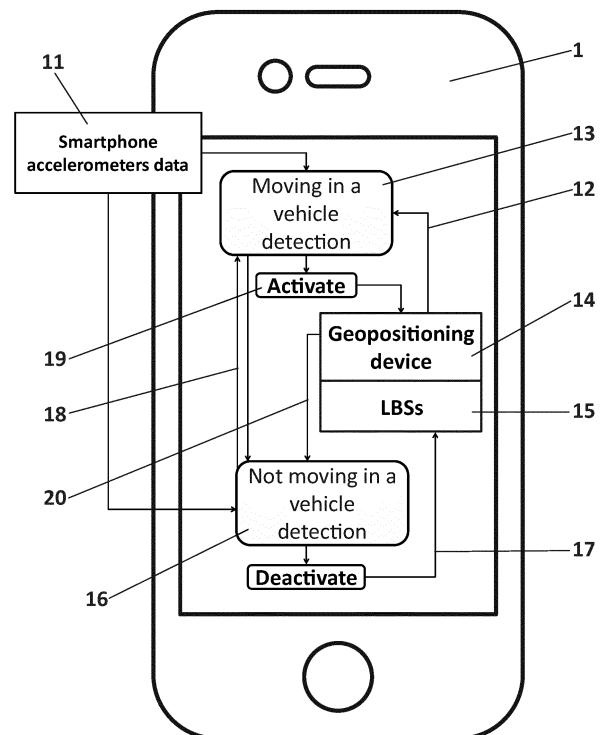 1
11
Smartphone
accelerometers data
13
Moving in a
vehicle
detection
12
Activate
14
Geopositioning
device
19
15
LBSs
18
20
Not moving in a
vehicle
detection
17
Deactivate
16